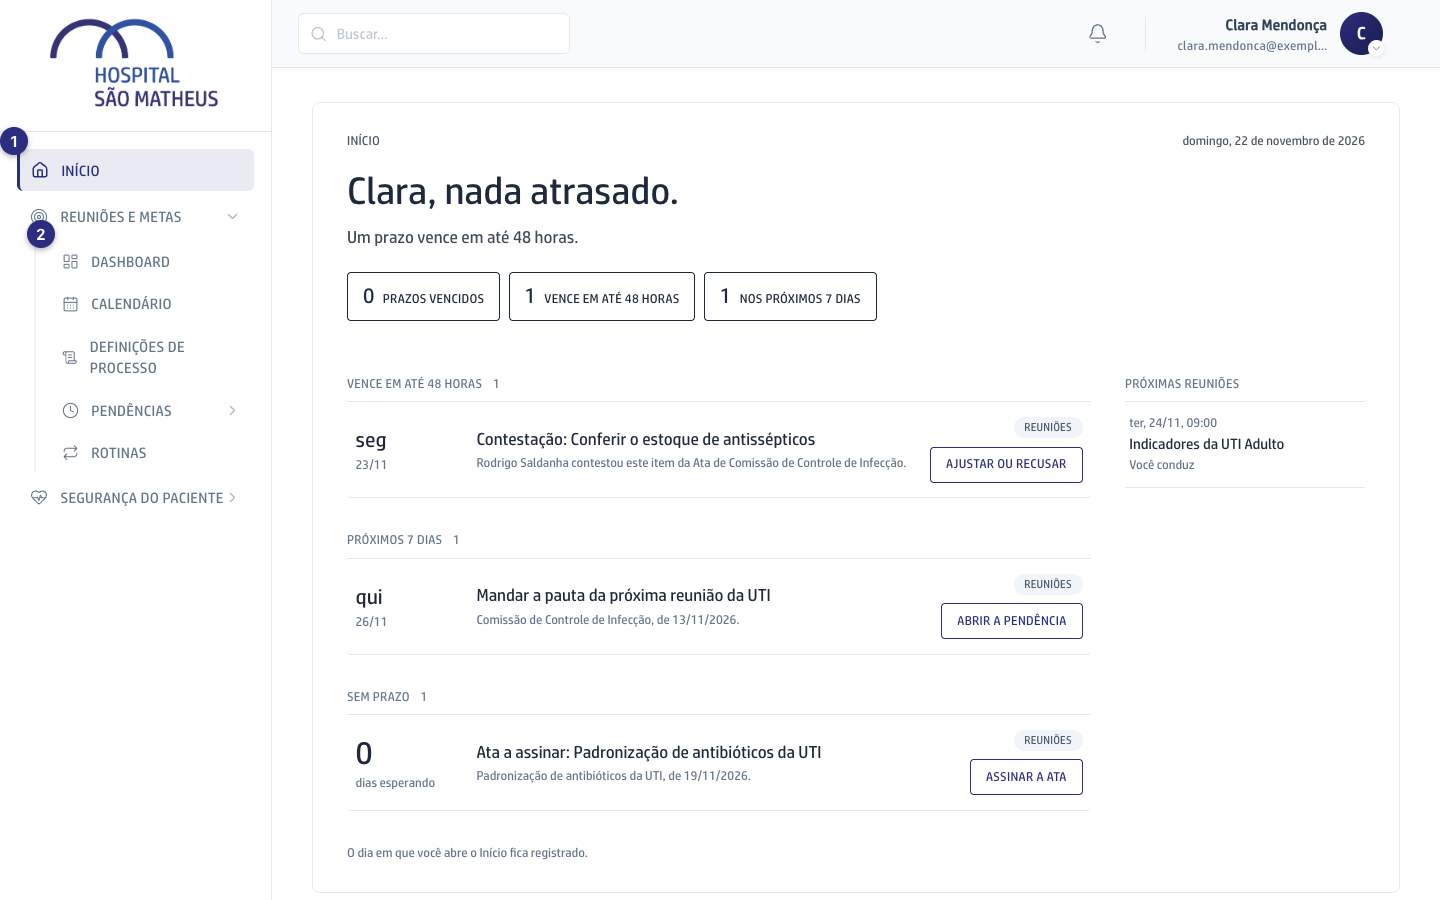 HOSPITAL
SÃO MATHEUS
1
INÍCIO
REUNIÕES E METAS
2
DASHBOARD
CALENDÁRIO
DEFINIÇÕES DE
PROCESSO
PENDÊNCIAS
ROTINAS
SEGURANÇA DO PACIENTE
Buscar...
Clara Mendonça
clara.mendonca@exempl...
C
INÍCIO
domingo, 22 de novembro de 2026
Clara, nada atrasado.
Um prazo vence em até 48 horas.
0 PRAZOS VENCIDOS
1 VENCE EM ATÉ 48 HORAS
1 NOS PRÓXIMOS 7 DIAS
VENCE EM ATÉ 48 HORAS 1
seg
23/11
Contestação: Conferir o estoque de antissépticos
Rodrigo Saldanha contestou este item da Ata de Comissão de Controle de Infecção.
REUNIÕES
AJUSTAR OU RECUSAR
PRÓXIMOS 7 DIAS 1
qui
26/11
Mandar a pauta da próxima reunião da UTI
Comissão de Controle de Infecção, de 13/11/2026.
REUNIÕES
ABRIR A PENDÊNCIA
SEM PRAZO 1
0
dias esperando
Ata a assinar: Padronização de antibióticos da UTI
Padronização de antibióticos da UTI, de 19/11/2026.
REUNIÕES
ASSINAR A ATA
O dia em que você abre o Início fica registrado.
PRÓXIMAS REUNIÕES
ter, 24/11, 09:00
Indicadores da UTI Adulto
Você conduz